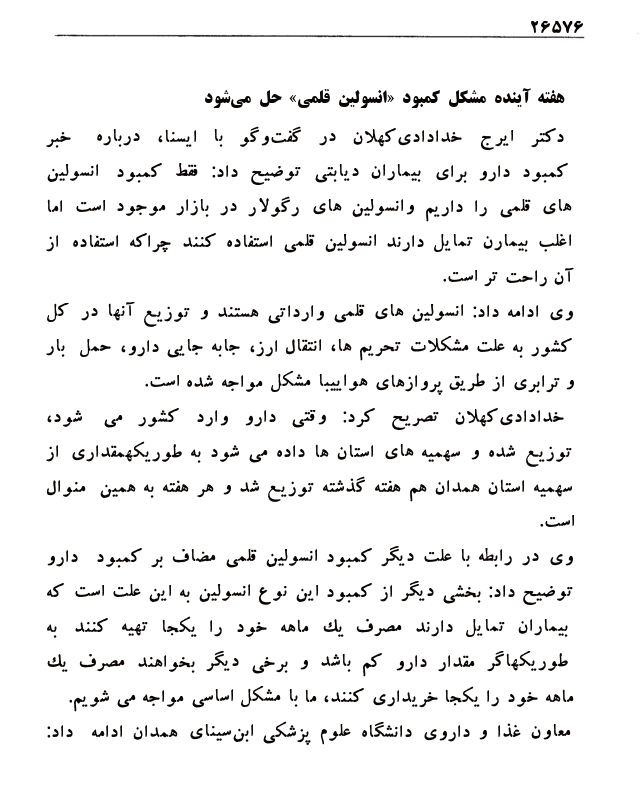 ۲۶۵۷۶
هفته آینده مشکل کمبود «انسولین قلمی» حل می‌شود
دکتر ایرج خدادادی‌کهلان در گفت‌وگو با ایسنا، درباره خبر
کمبود دارو برای بیماران دیابتی توضیح داد: فقط کمبود انسولین
های قلمی را داریم وانسولین های رگولار در بازار موجود است اما
اغلب بیمارن تمایل دارند انسولین قلمی استفاده کنند چراکه استفاده از
آن راحت تر است.
وی ادامه داد: انسولین های قلمی وارداتی هستند و توزیع آنها در کل
کشور به علت مشکلات تحریم ها، انتقال ارز، جابه جایی دارو، حمل بار
و ترابری از طریق پروازهای هواییبا مشکل مواجه شده است.
خدادادی‌کهلان تصریح کرد: وقتی دارو وارد کشور می شود،
توزیع شده و سهمیه های استان ها داده می شود به طوریکهمقداری از
سهمیه استان همدان هم هفته گذشته توزیع شد و هر هفته به همین منوال
است.
وی در رابطه با علت دیگر کمبود انسولین قلمی مضاف بر کمبود دارو
توضیح داد: بخشی دیگر از کمبود این نوع انسولین به این علت است که
بیماران تمایل دارند مصرف یك ماهه خود را یکجا تهیه کنند به
طوریکهاگر مقدار دارو کم باشد و برخی دیگر بخواهند مصرف یك
ماهه خود را یکجا خریداری کنند، ما با مشکل اساسی مواجه می شویم.
معاون غذا و داروی دانشگاه علوم پزشکی ابن‌سینای همدان ادامه داد: